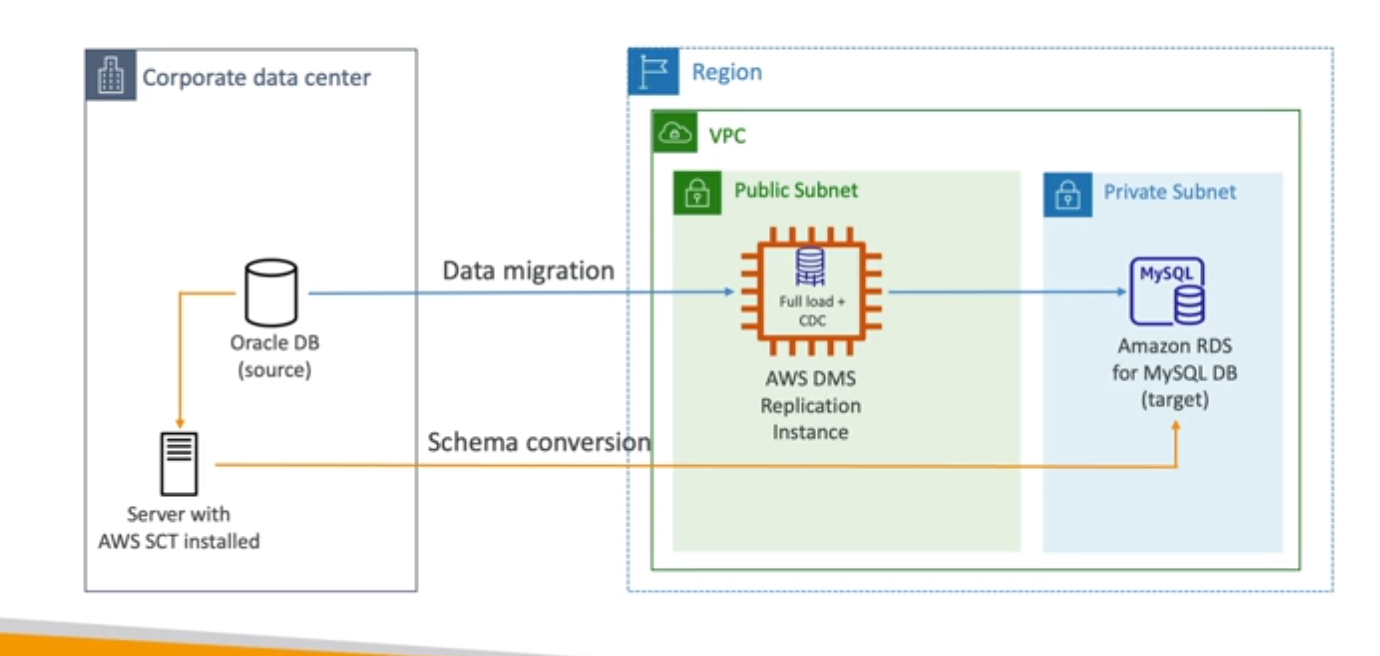 Corporate data center
Region
VPC
Public Subnet
Private Subnet
Data migration
Full load +
CDC
MySQL
Oracle DB
(source)
AWS DMS
Replication
Instance
Amazon RDS
for MySQL DB
(target)
Schema conversion
Server with
AWS SCT installed